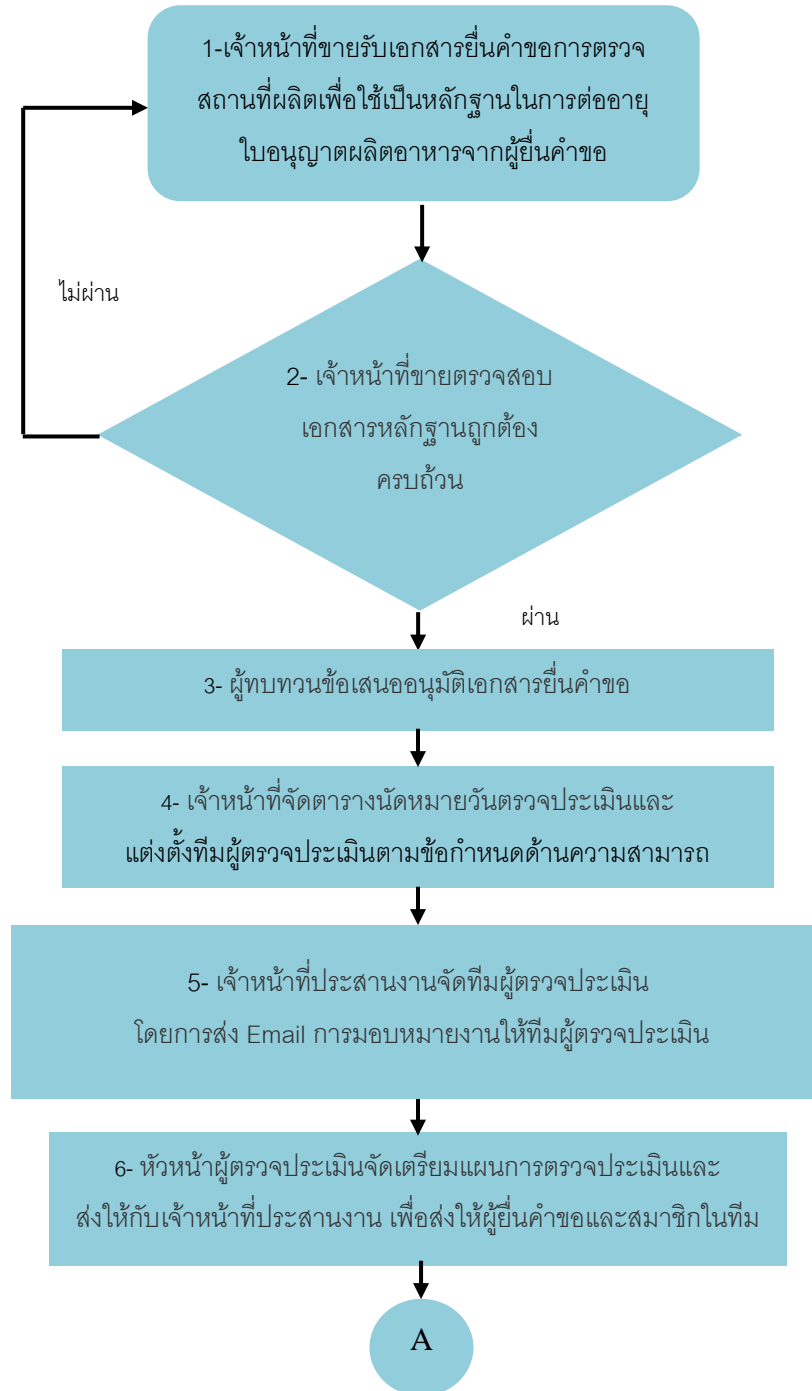 1-เจ้าหน้าที่ขายรับเอกสารยื่นคำขอการตรวจ
สถานที่ผลิตเพื่อใช้เป็นหลักฐานในการต่ออายุ
ใบอนุญาตผลิตอาหารจากผู้ยื่นคำขอ
ไม่ผ่าน
2- เจ้าหน้าที่ขายตรวจสอบ
เอกสารหลักฐานถูกต้อง
ครบถ้วน
ผ่าน
3- ผู้ทบทวนข้อเสนออนุมัติเอกสารยื่นคำขอ
4- เจ้าหน้าที่จัดตารางนัดหมายวันตรวจประเมินและ
แต่งตั้งทีมผู้ตรวจประเมินตามข้อกำหนดด้านความสามารถ
5- เจ้าหน้าที่ประสานงานจัดทีมผู้ตรวจประเมิน
โดยการส่ง Email การมอบหมายงานให้ทีมผู้ตรวจประเมิน
6- หัวหน้าผู้ตรวจประเมินจัดเตรียมแผนการตรวจประเมินและ
ส่งให้กับเจ้าหน้าที่ประสานงาน เพื่อส่งให้ผู้ยื่นคำขอและสมาชิกในทีม
A